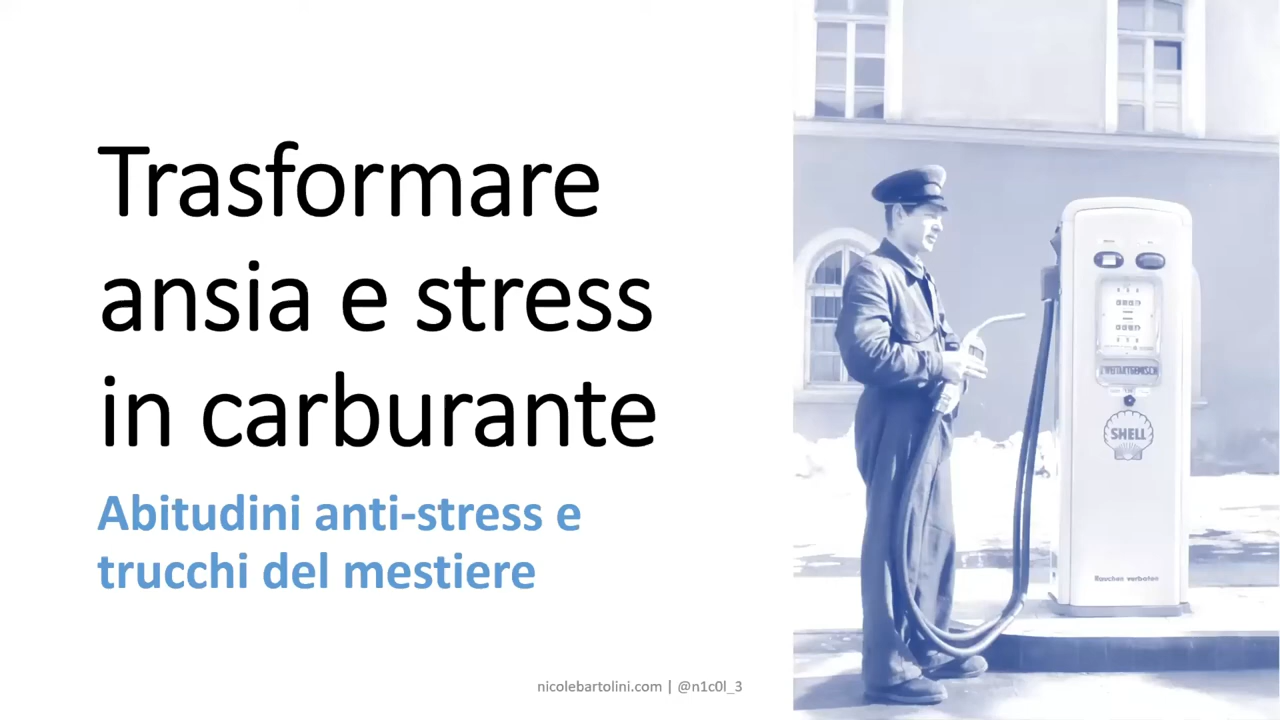 Trasformare
ansia e stress
in carburante
Abitudini anti-stress e
trucchi del mestiere
SHELL
Rauchen verboten
nicolebartolini.com | @n1c0l_3